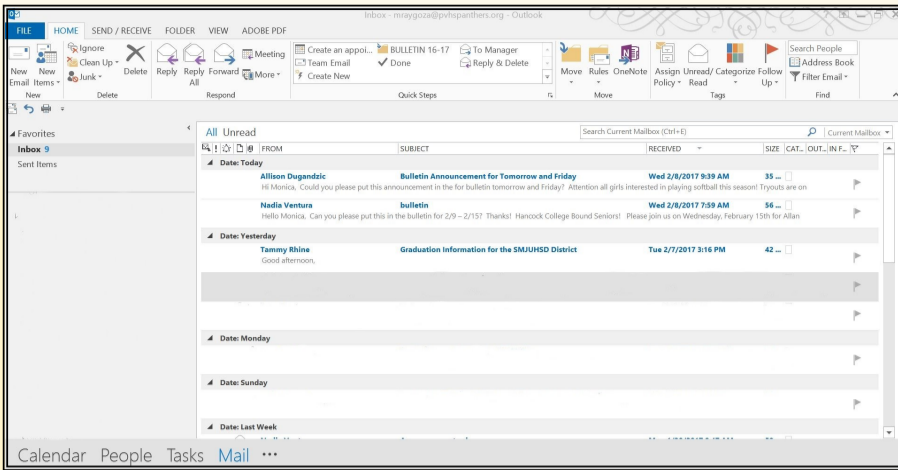 Inbox - mraygoza@pvhspanthers.org - Outlook
FILE HOME SEND / RECEIVE FOLDER VIEW ADOBE PDF
New Email
New Items
New
Ignore
Clean Up
Junk
Delete
Delete
Reply
Reply All
Forward
Meeting
More
Respond
Create an appoi...
Team Email
Create New
BULLETIN 16-17
Done
To Manager
Reply & Delete
Quick Steps
Move
Rules
OneNote
Move
Assign Policy
Unread/ Read
Categorize
Follow Up
Tags
Search People
Address Book
Filter Email
Find
Favorites
Inbox 9
Sent Items
All Unread
Search Current Mailbox (Ctrl+E)
Current Mailbox
FROM SUBJECT RECEIVED SIZE CAT... OUT... IN F...
Date: Today
Allison Dugandzic Bulletin Announcement for Tomorrow and Friday Wed 2/8/2017 9:39 AM 35 ...
Hi Monica, Could you please put this announcement in the for bulletin tomorrow and Friday? Attention all girls interested in playing softball this season! Tryouts are on
Nadia Ventura bulletin Wed 2/8/2017 7:59 AM 56 ...
Hello Monica, Can you please put this in the bulletin for 2/9 – 2/15? Thanks! Hancock College Bound Seniors! Please join us on Wednesday, February 15th for Allan
Date: Yesterday
Tammy Rhine Graduation Information for the SMJUHSD District Tue 2/7/2017 3:16 PM 42 ...
Good afternoon,
Date: Monday
Date: Sunday
Date: Last Week
Calendar People Tasks Mail •••